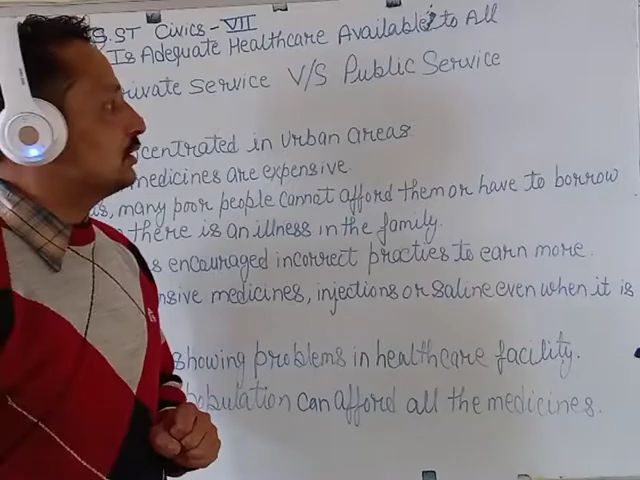 S.ST Civics - VII
Is Adequate Healthcare Available to All
rivate Service V/S Public Service
centrated in Urban areas
medicines are expensive.
s, many poor people cannot afford them or have to borrow
there is an illness in the family.
s encouraged incorrect practies to earn more.
nsive medicines, injections or saline even when it is
showing problems in healthcare facility.
population can afford all the medicines.